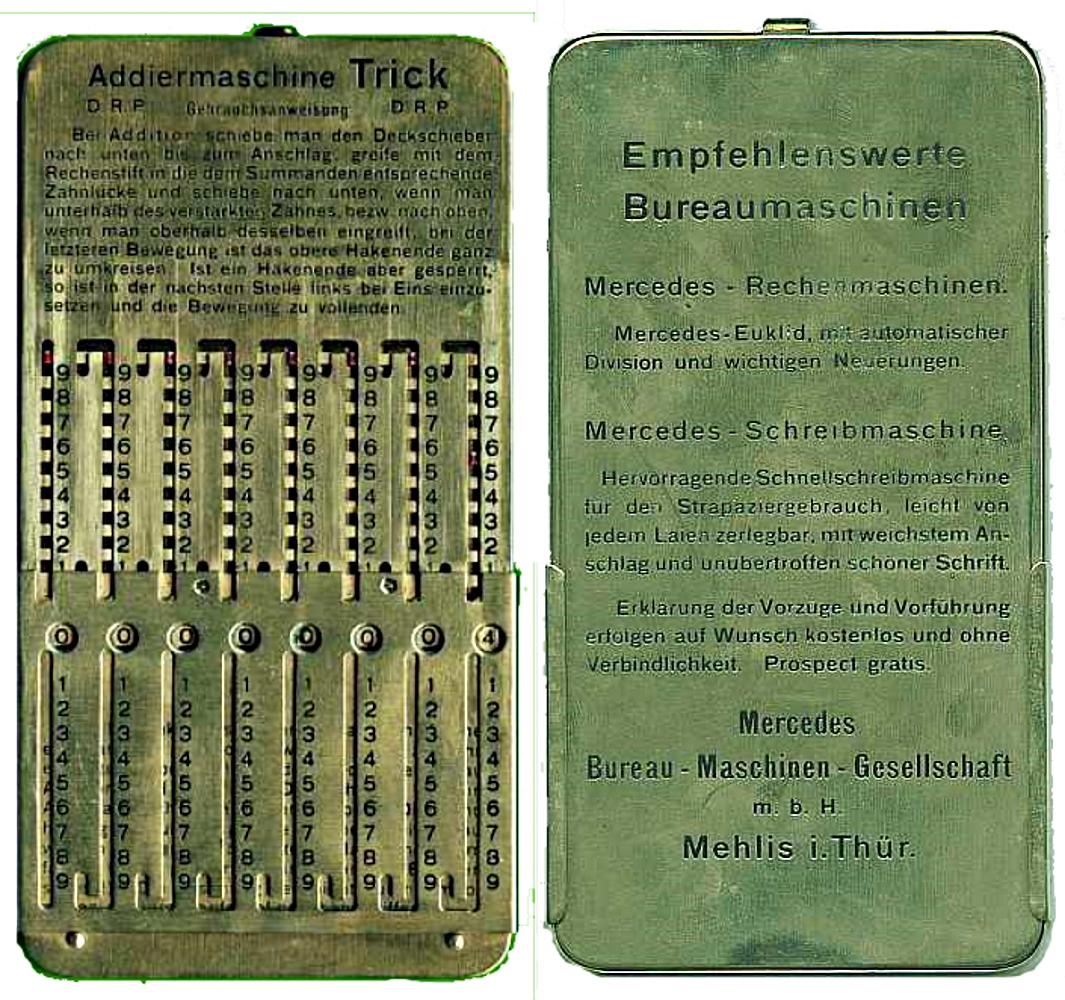 Addiermaschine Trick
D R P Gebrauchsanweisung D R P
Bei Addition schiebe man den Deckschieber
nach unten bis zum Anschlag, greife mit dem
Rechenstift in die dem Summanden entsprechende
Zahnlücke und schiebe nach unten, wenn man
unterhalb des verstärkten Zahnes, bezw. nach oben,
wenn man oberhalb desselben eingreift, bei der
letzteren Bewegung ist das obere Hakenende ganz
zu umkreisen. Ist ein Hakenende aber gesperrt,
so ist in der nächsten Stelle links bei Eins einzu-
setzen und die Bewegung zu vollenden.
9 9 9 9 9 9 9 9
8 8 8 8 8 8 8 8
7 7 7 7 7 7 7 7
6 6 6 6 6 6 6 6
5 5 5 5 5 5 5 5
4 4 4 4 4 4 4 4
3 3 3 3 3 3 3 3
2 2 2 2 2 2 2 2
1 1 1 1 1 1 1 1
0 0 0 0 0 0 0 4
1 1 1 1 1 1 1 1
2 2 2 2 2 2 2 2
3 3 3 3 3 3 3 3
4 4 4 4 4 4 4 4
5 5 5 5 5 5 5 5
6 6 6 6 6 6 6 6
7 7 7 7 7 7 7 7
8 8 8 8 8 8 8 8
9 9 9 9 9 9 9 9
Empfehlenswerte
Bureaumaschinen
Mercedes - Rechenmaschinen.
Mercedes-Euklid, mit automatischer
Division und wichtigen Neuerungen.
Mercedes - Schreibmaschine.
Hervorragende Schnellschreibmaschine
für den Strapaziergebrauch, leicht von
jedem Laien zerlegbar, mit weichstem An-
schlag und unübertroffen schöner Schrift.
Erklärung der Vorzüge und Vorführung
erfolgen auf Wunsch kostenlos und ohne
Verbindlichkeit. Prospect gratis.
Mercedes
Bureau - Maschinen - Gesellschaft
m. b. H.
Mehlis i.Thür.